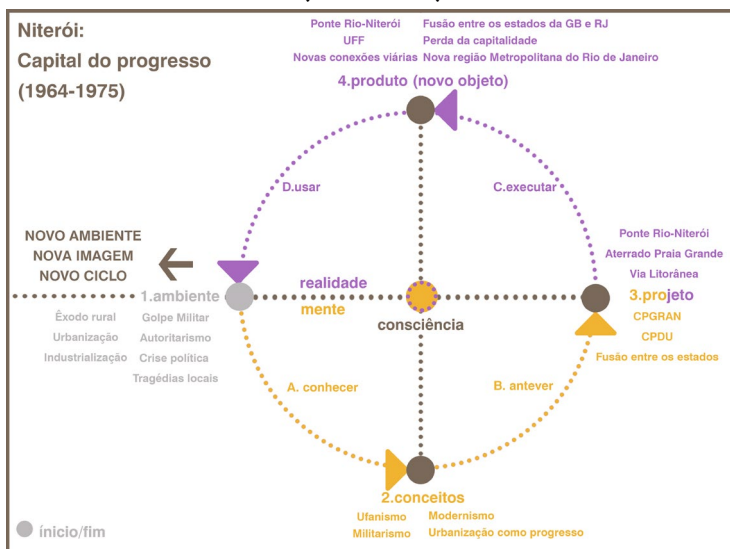 Niterói:
Capital do progresso
(1964-1975)
Ponte Rio-Niterói
UFF
Novas conexões viárias
Fusão entre os estados da GB e RJ
Perda da capitalidade
Nova região Metropolitana do Rio de Janeiro
4.produto (novo objeto)
D.usar
C.executar
NOVO AMBIENTE
NOVA IMAGEM
NOVO CICLO
Ponte Rio-Niterói
Aterrado Praia Grande
Via Litorânea
3.projeto
CPGRAN
CPDU
Fusão entre os estados
1.ambiente
realidade
mente
consciência
Êxodo rural
Urbanização
Industrialização
Golpe Militar
Autoritarismo
Crise política
Tragédias locais
A. conhecer
B. antever
2.conceitos
Ufanismo
Militarismo
Modernismo
Urbanização como progresso
ínicio/fim